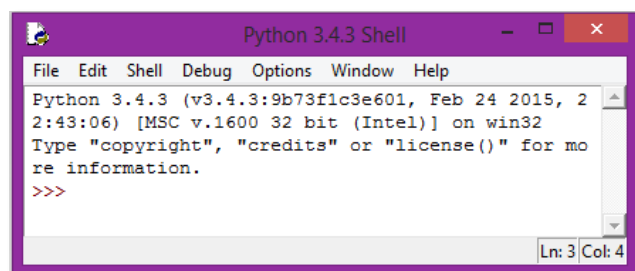 Python 3.4.3 Shell
File Edit Shell Debug Options Window Help
Python 3.4.3 (v3.4.3:9b73f1c3e601, Feb 24 2015, 2
2:43:06) [MSC v.1600 32 bit (Intel)] on win32
Type "copyright", "credits" or "license()" for mo
re information.
>>>
Ln: 3 Col: 4